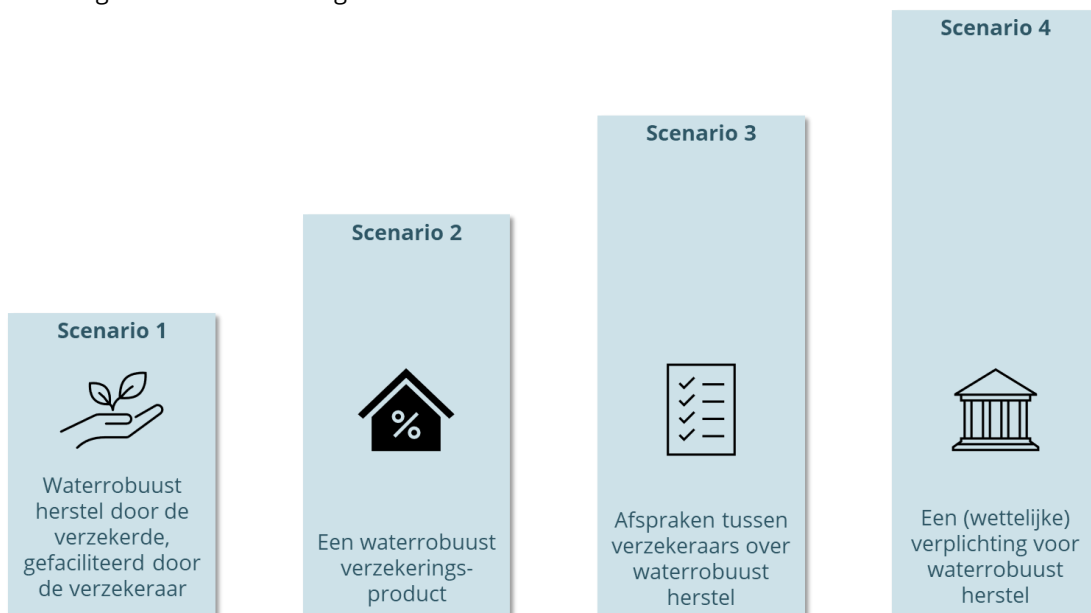 Scenario 1
Waterrobuust
herstel door de
verzekerde,
gefaciliteerd door
de verzekeraar
Scenario 2
%
Een waterrobuust
verzekerings-
product
Scenario 3
Afspraken tussen
verzekeraars over
waterrobuust
herstel
Scenario 4
Een (wettelijke)
verplichting voor
waterrobuust
herstel